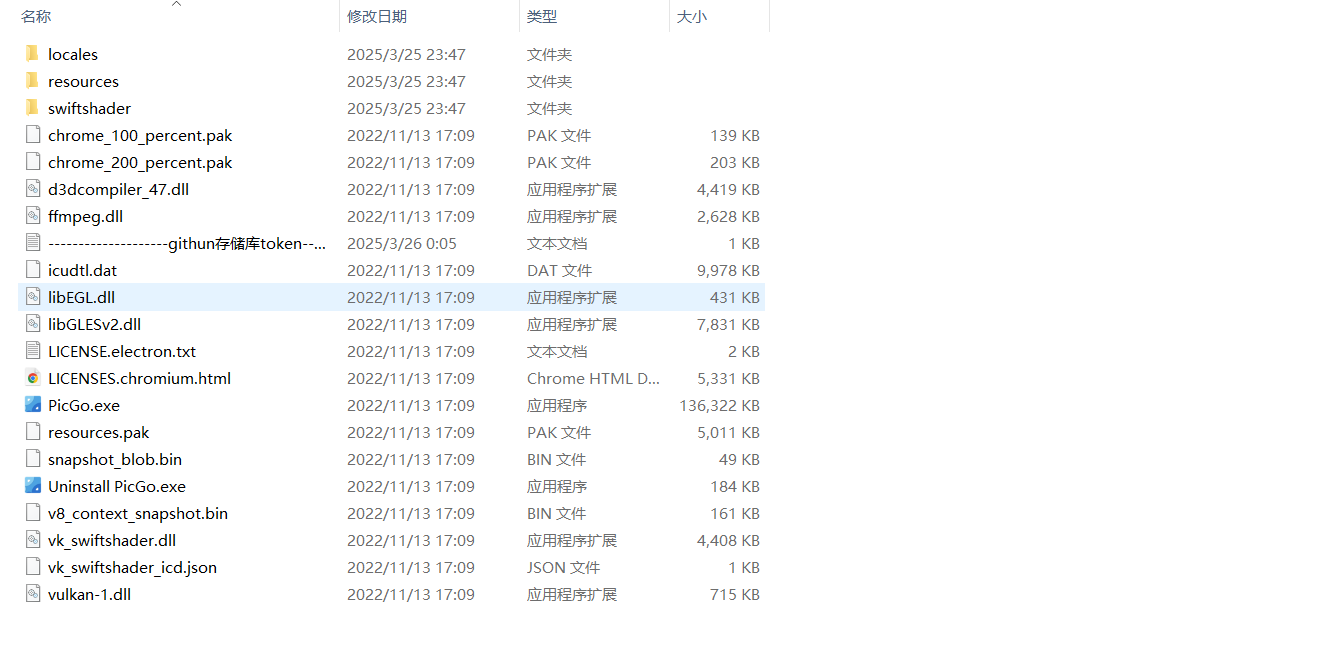 名称 修改日期 类型 大小
locales 2025/3/25 23:47 文件夹
resources 2025/3/25 23:47 文件夹
swiftshader 2025/3/25 23:47 文件夹
chrome_100_percent.pak 2022/11/13 17:09 PAK 文件 139 KB
chrome_200_percent.pak 2022/11/13 17:09 PAK 文件 203 KB
d3dcompiler_47.dll 2022/11/13 17:09 应用程序扩展 4,419 KB
ffmpeg.dll 2022/11/13 17:09 应用程序扩展 2,628 KB
--------------------githun存储库token--... 2025/3/26 0:05 文本文档 1 KB
icudtl.dat 2022/11/13 17:09 DAT 文件 9,978 KB
libEGL.dll 2022/11/13 17:09 应用程序扩展 431 KB
libGLESv2.dll 2022/11/13 17:09 应用程序扩展 7,831 KB
LICENSE.electron.txt 2022/11/13 17:09 文本文档 2 KB
LICENSES.chromium.html 2022/11/13 17:09 Chrome HTML D... 5,331 KB
PicGo.exe 2022/11/13 17:09 应用程序 136,322 KB
resources.pak 2022/11/13 17:09 PAK 文件 5,011 KB
snapshot_blob.bin 2022/11/13 17:09 BIN 文件 49 KB
Uninstall PicGo.exe 2022/11/13 17:09 应用程序 184 KB
v8_context_snapshot.bin 2022/11/13 17:09 BIN 文件 161 KB
vk_swiftshader.dll 2022/11/13 17:09 应用程序扩展 4,408 KB
vk_swiftshader_icd.json 2022/11/13 17:09 JSON 文件 1 KB
vulkan-1.dll 2022/11/13 17:09 应用程序扩展 715 KB